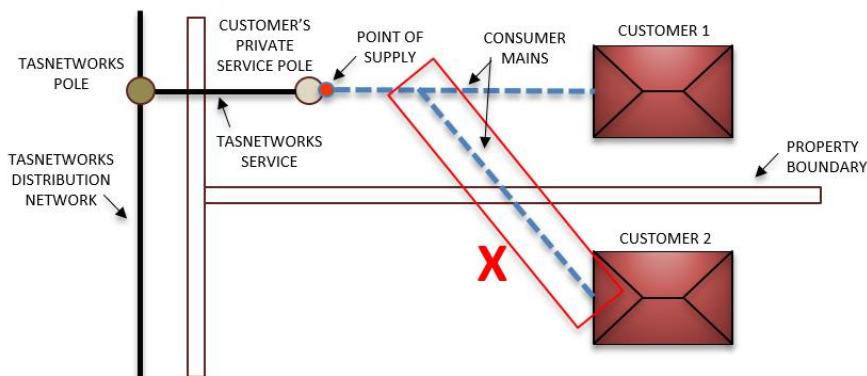 CUSTOMER'S
PRIVATE
SERVICE POLE
POINT OF
SUPPLY
CONSUMER
MAINS
CUSTOMER 1
TASNETWORKS
POLE
TASNETWORKS
SERVICE
PROPERTY
BOUNDARY
TASNETWORKS
DISTRIBUTION
NETWORK
X
CUSTOMER 2